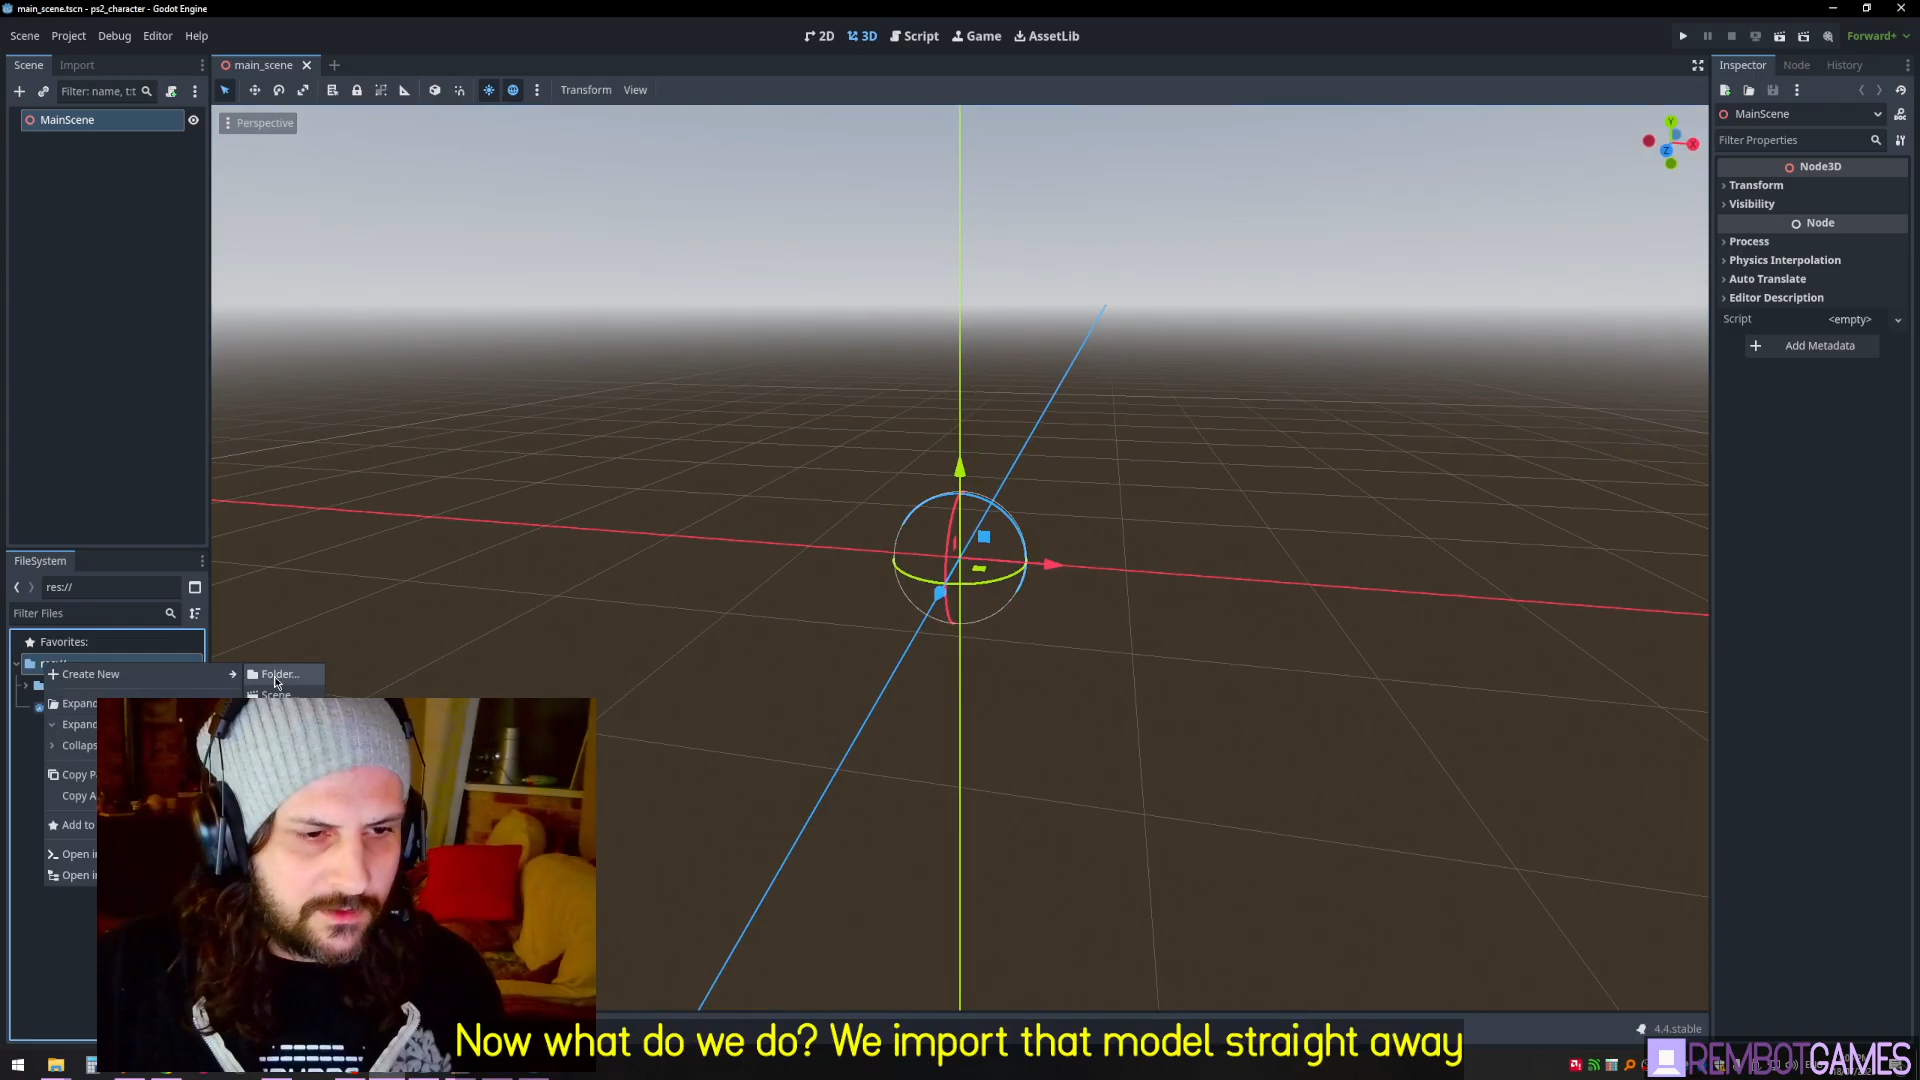 main_scene.tscn - ps2_character - Godot Engine
Scene Project Debug Editor Help
2D 3D Script Game AssetLib
Forward+
Scene Import
main_scene
Inspector Node History
Filter: name, t:t
Transform View
MainScene
Perspective
MainScene
Filter Properties
Node3D
Transform
Visibility
Node
Process
Physics Interpolation
Auto Translate
Editor Description
Script <empty>
Add Metadata
Y
X
Z
FileSystem
res://
Filter Files
Favorites:
Create New
Folder...
Scene...
Expand
Expand
Collaps
Copy P
Copy A
Add to
Open in
Open in
4.4.stable
Now what do we do? We import that model straight away
REMBOTGAMES